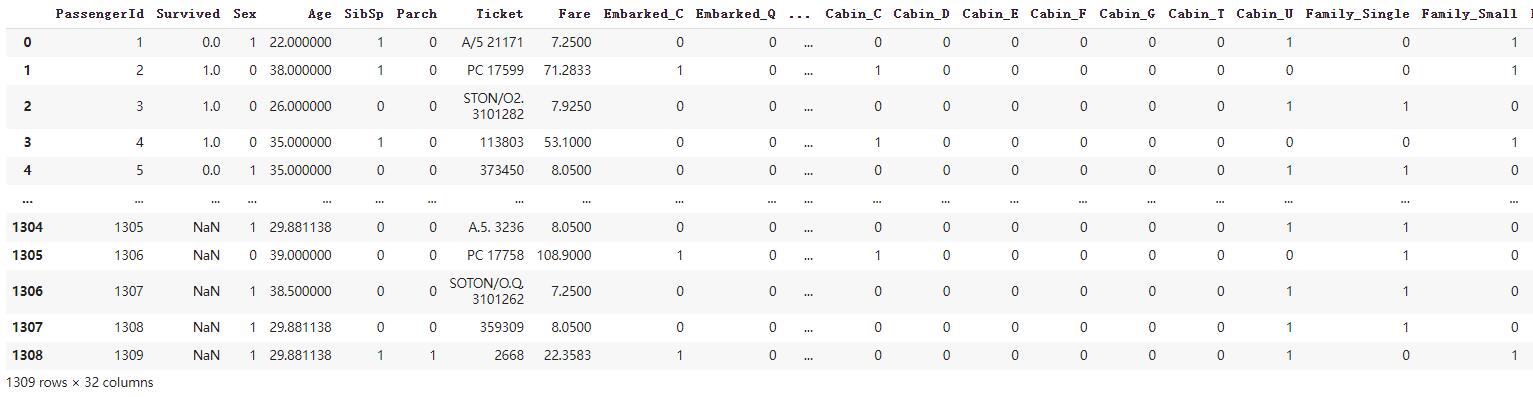 PassengerId Survived Sex Age SibSp Parch Ticket Fare Embarked_C Embarked_Q ... Cabin_C Cabin_D Cabin_E Cabin_F Cabin_G Cabin_T Cabin_U Family_Single Family_Small
0 1 0.0 1 22.000000 1 0 A/5 21171 7.2500 0 0 ... 0 0 0 0 0 0 1 0 1
1 2 1.0 0 38.000000 1 0 PC 17599 71.2833 1 0 ... 1 0 0 0 0 0 0 0 1
2 3 1.0 0 26.000000 0 0 STON/O2. 3101282 7.9250 0 0 ... 0 0 0 0 0 0 1 1 0
3 4 1.0 0 35.000000 1 0 113803 53.1000 0 0 ... 1 0 0 0 0 0 0 0 1
4 5 0.0 1 35.000000 0 0 373450 8.0500 0 0 ... 0 0 0 0 0 0 1 1 0
... ... ... ... ... ... ... ... ... ... ... ... ... ... ... ... ... ... ... ... ...
1304 1305 NaN 1 29.881138 0 0 A.5. 3236 8.0500 0 0 ... 0 0 0 0 0 0 1 1 0
1305 1306 NaN 0 39.000000 0 0 PC 17758 108.9000 1 0 ... 1 0 0 0 0 0 0 1 0
1306 1307 NaN 1 38.500000 0 0 SOTON/O.Q. 3101262 7.2500 0 0 ... 0 0 0 0 0 0 1 1 0
1307 1308 NaN 1 29.881138 0 0 359309 8.0500 0 0 ... 0 0 0 0 0 0 1 1 0
1308 1309 NaN 1 29.881138 1 1 2668 22.3583 1 0 ... 0 0 0 0 0 0 1 0 1
1309 rows × 32 columns